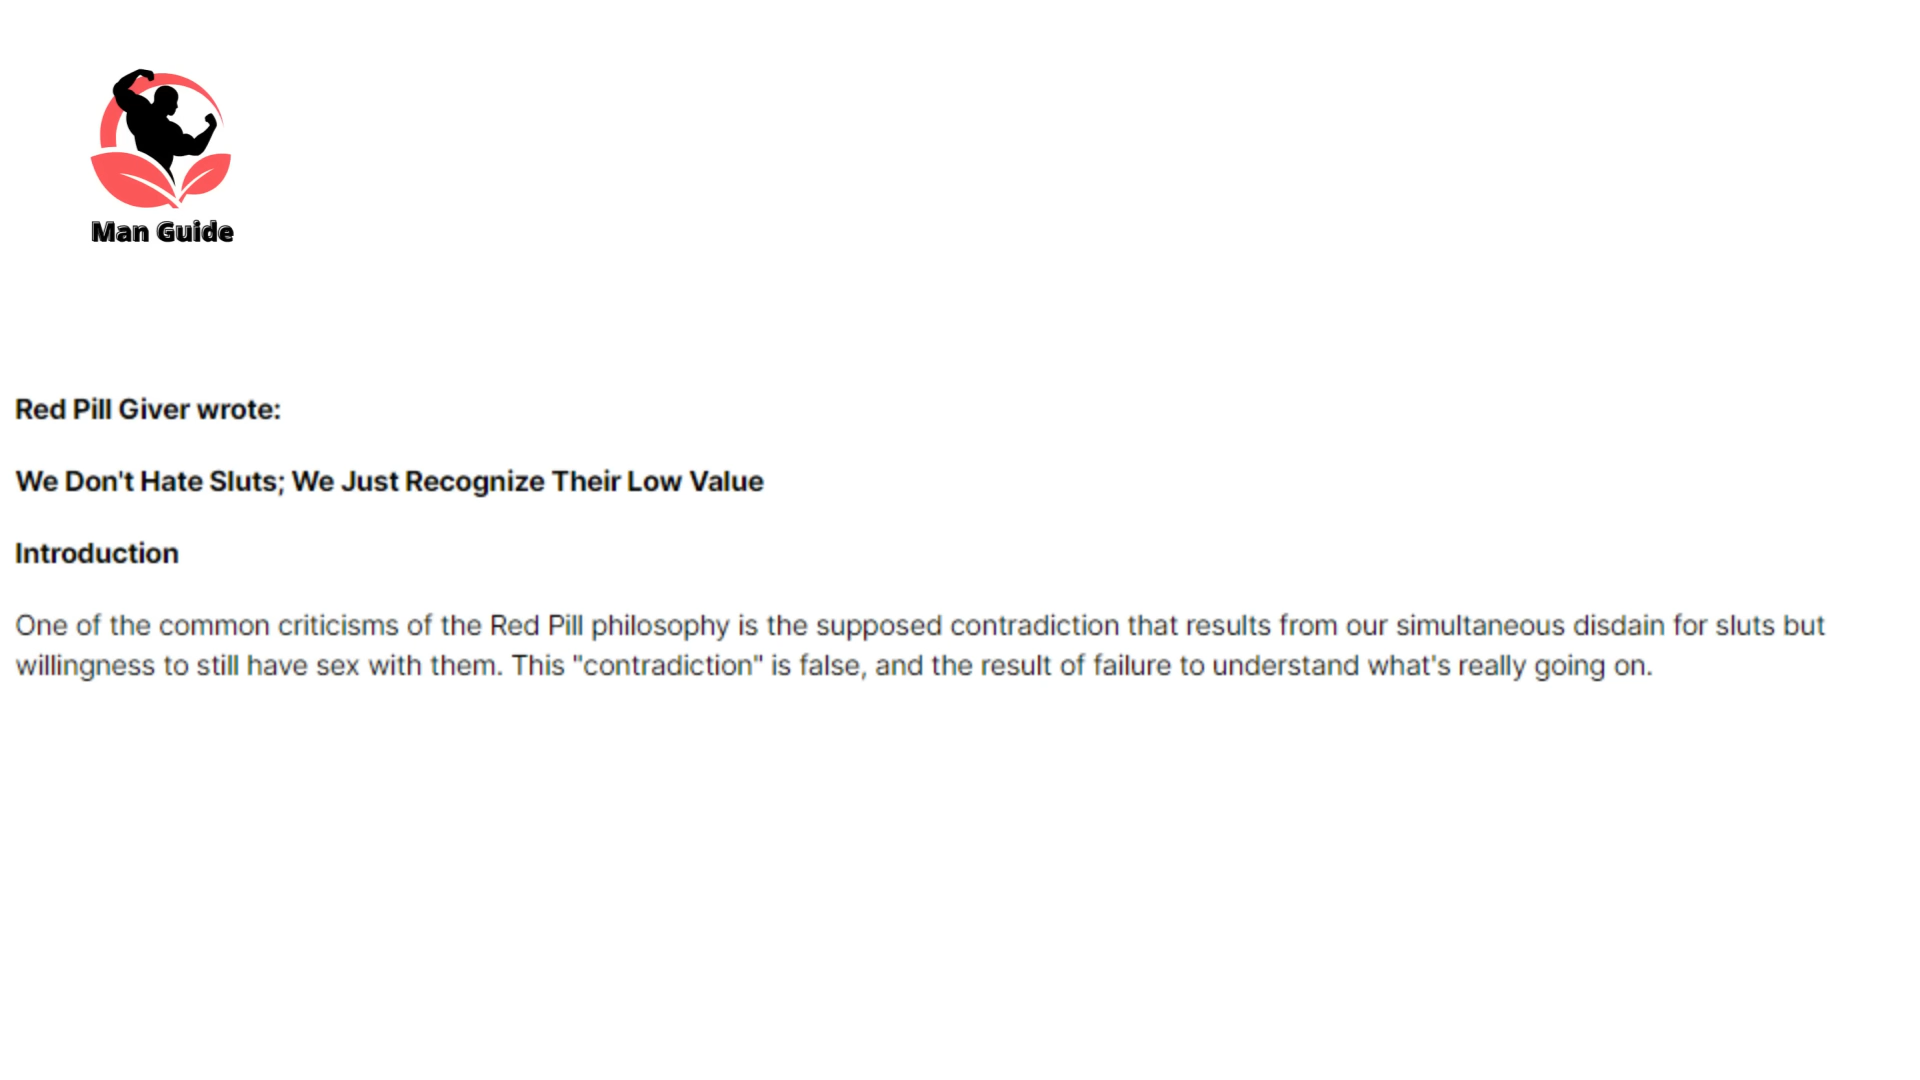 Man Guide
Red Pill Giver wrote:
We Don't Hate Sluts; We Just Recognize Their Low Value
Introduction
One of the common criticisms of the Red Pill philosophy is the supposed contradiction that results from our simultaneous disdain for sluts but
willingness to still have sex with them. This "contradiction" is false, and the result of failure to understand what's really going on.